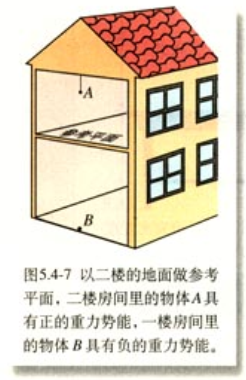 A
参考平面
B
图5.4-7 以二楼的地面做参考
平面，二楼房间里的物体A具
有正的重力势能，一楼房间里
的物体B具有负的重力势能。